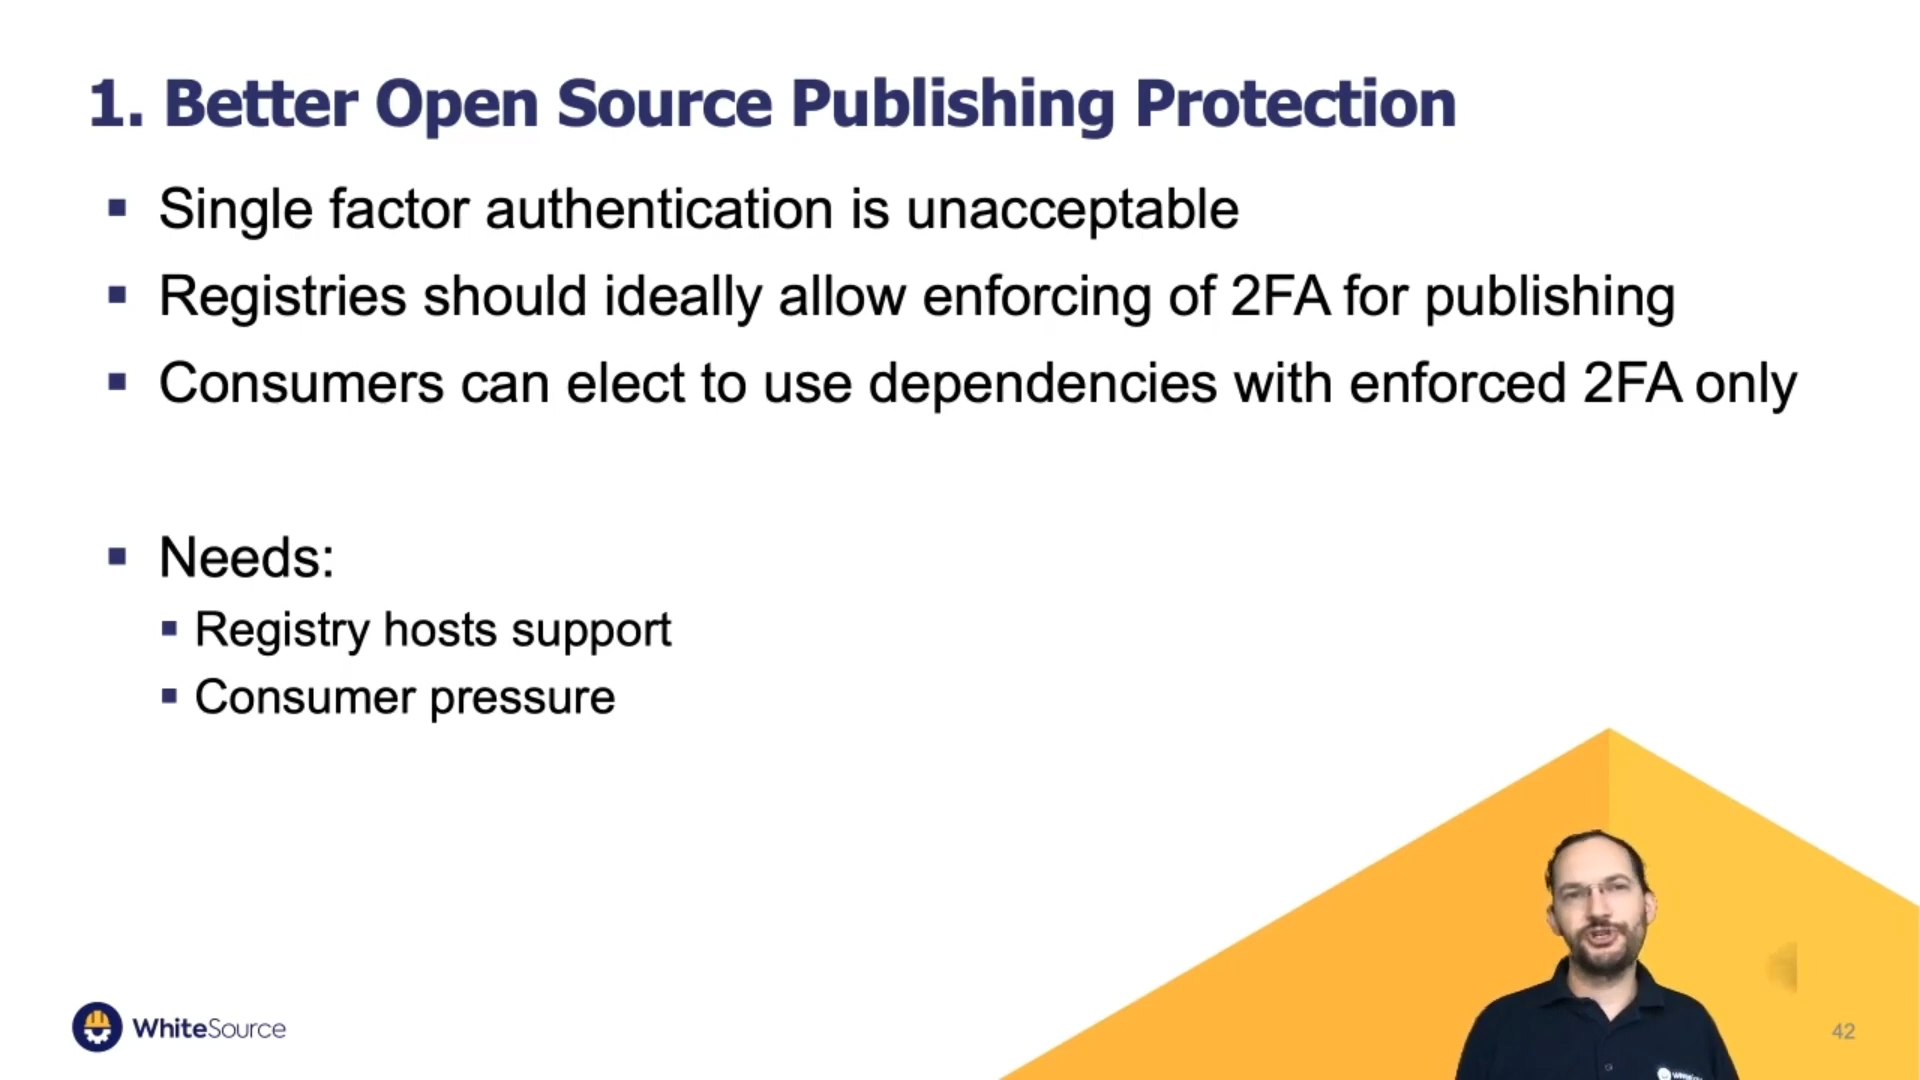 1. Better Open Source Publishing Protection
Single factor authentication is unacceptable
Registries should ideally allow enforcing of 2FA for publishing
Consumers can elect to use dependencies with enforced 2FA only
Needs:
Registry hosts support
Consumer pressure
WhiteSource
42